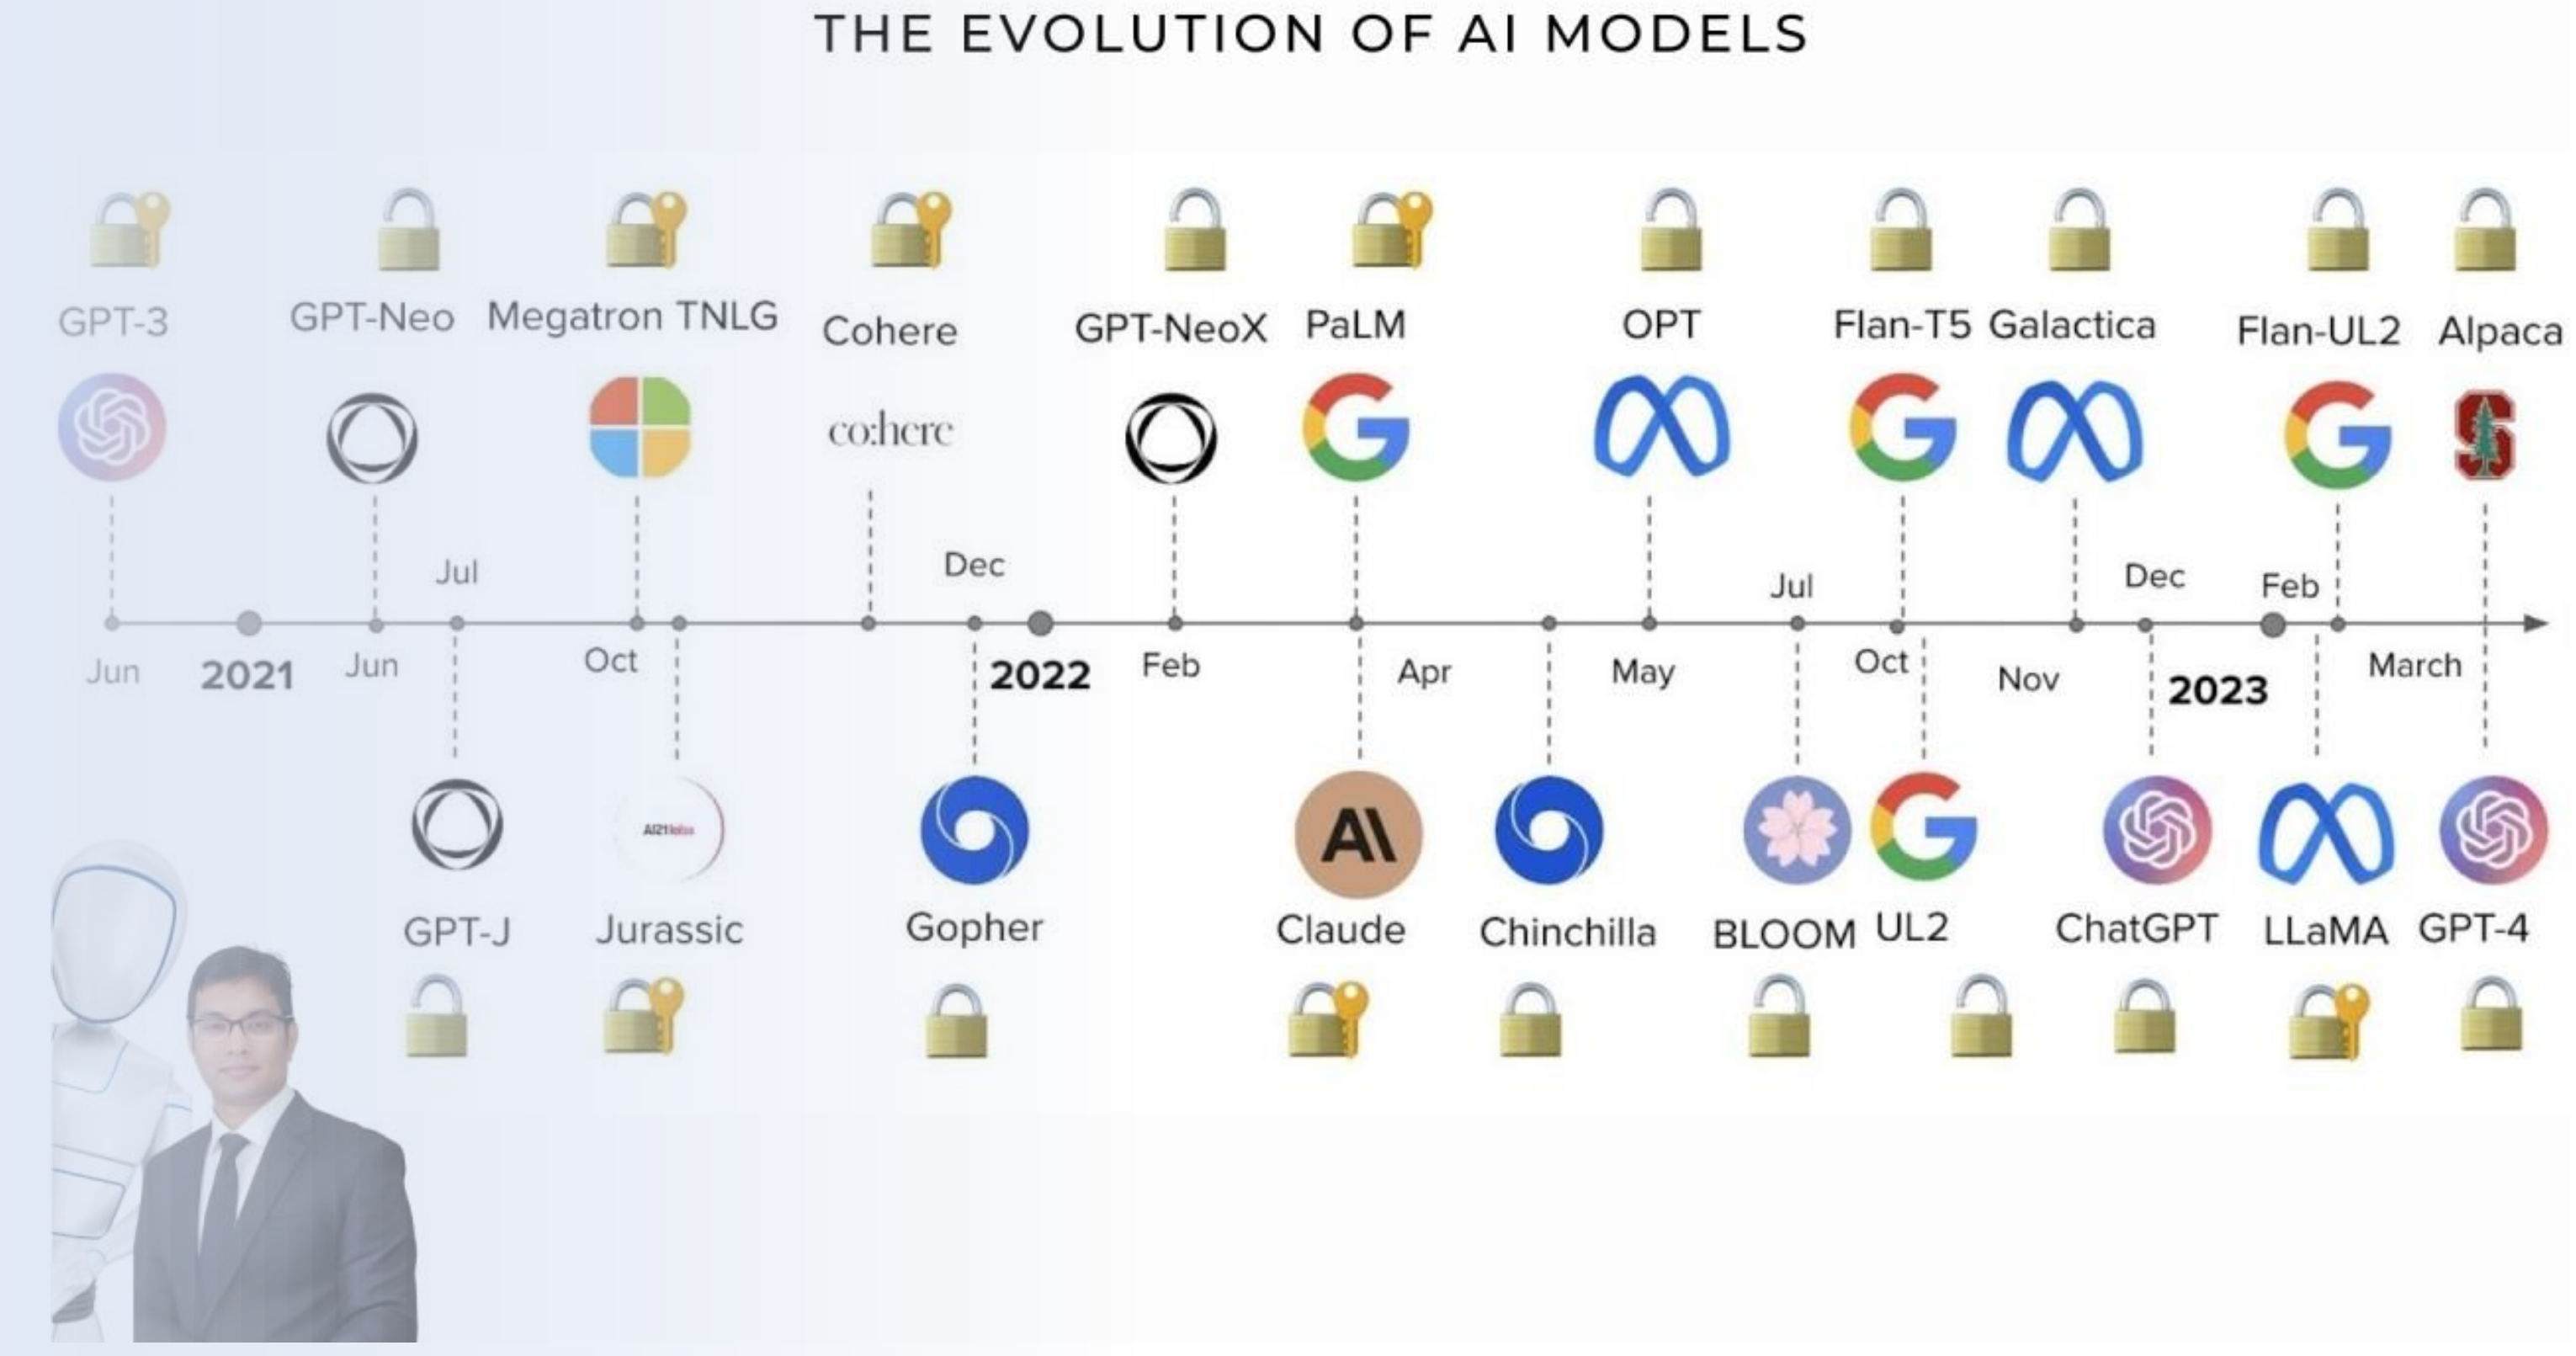 THE EVOLUTION OF AI MODELS
GPT-3
GPT-Neo
Megatron TNLG
Cohere
GPT-NeoX
PaLM
OPT
Flan-T5
Galactica
Flan-UL2
Alpaca
co:here
Jul
Dec
Jul
Dec
Feb
Jun
2021
Jun
Oct
2022
Feb
Apr
May
Oct
Nov
2023
March
AI21labs
AI
GPT-J
Jurassic
Gopher
Claude
Chinchilla
BLOOM
UL2
ChatGPT
LLaMA
GPT-4